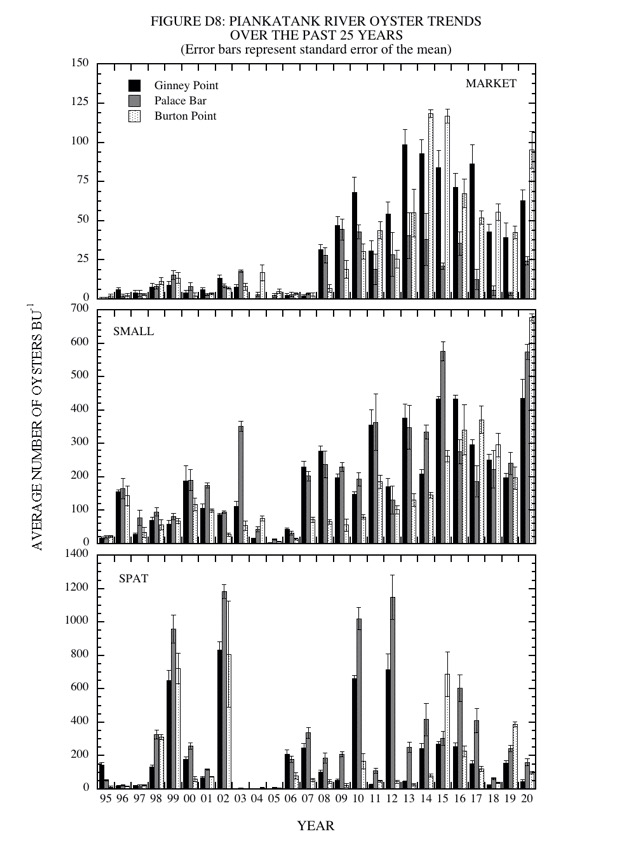 FIGURE D8: PIANKATANK RIVER OYSTER TRENDS
OVER THE PAST 25 YEARS
(Error bars represent standard error of the mean)
150
125
100
75
50
25
0
Ginney Point
Palace Bar
Burton Point
MARKET
AVERAGE NUMBER OF OYSTERS BU-1
700
600
500
400
300
200
100
0
SMALL
1400
1200
1000
800
600
400
200
0
SPAT
95 96 97 98 99 00 01 02 03 04 05 06 07 08 09 10 11 12 13 14 15 16 17 18 19 20
YEAR